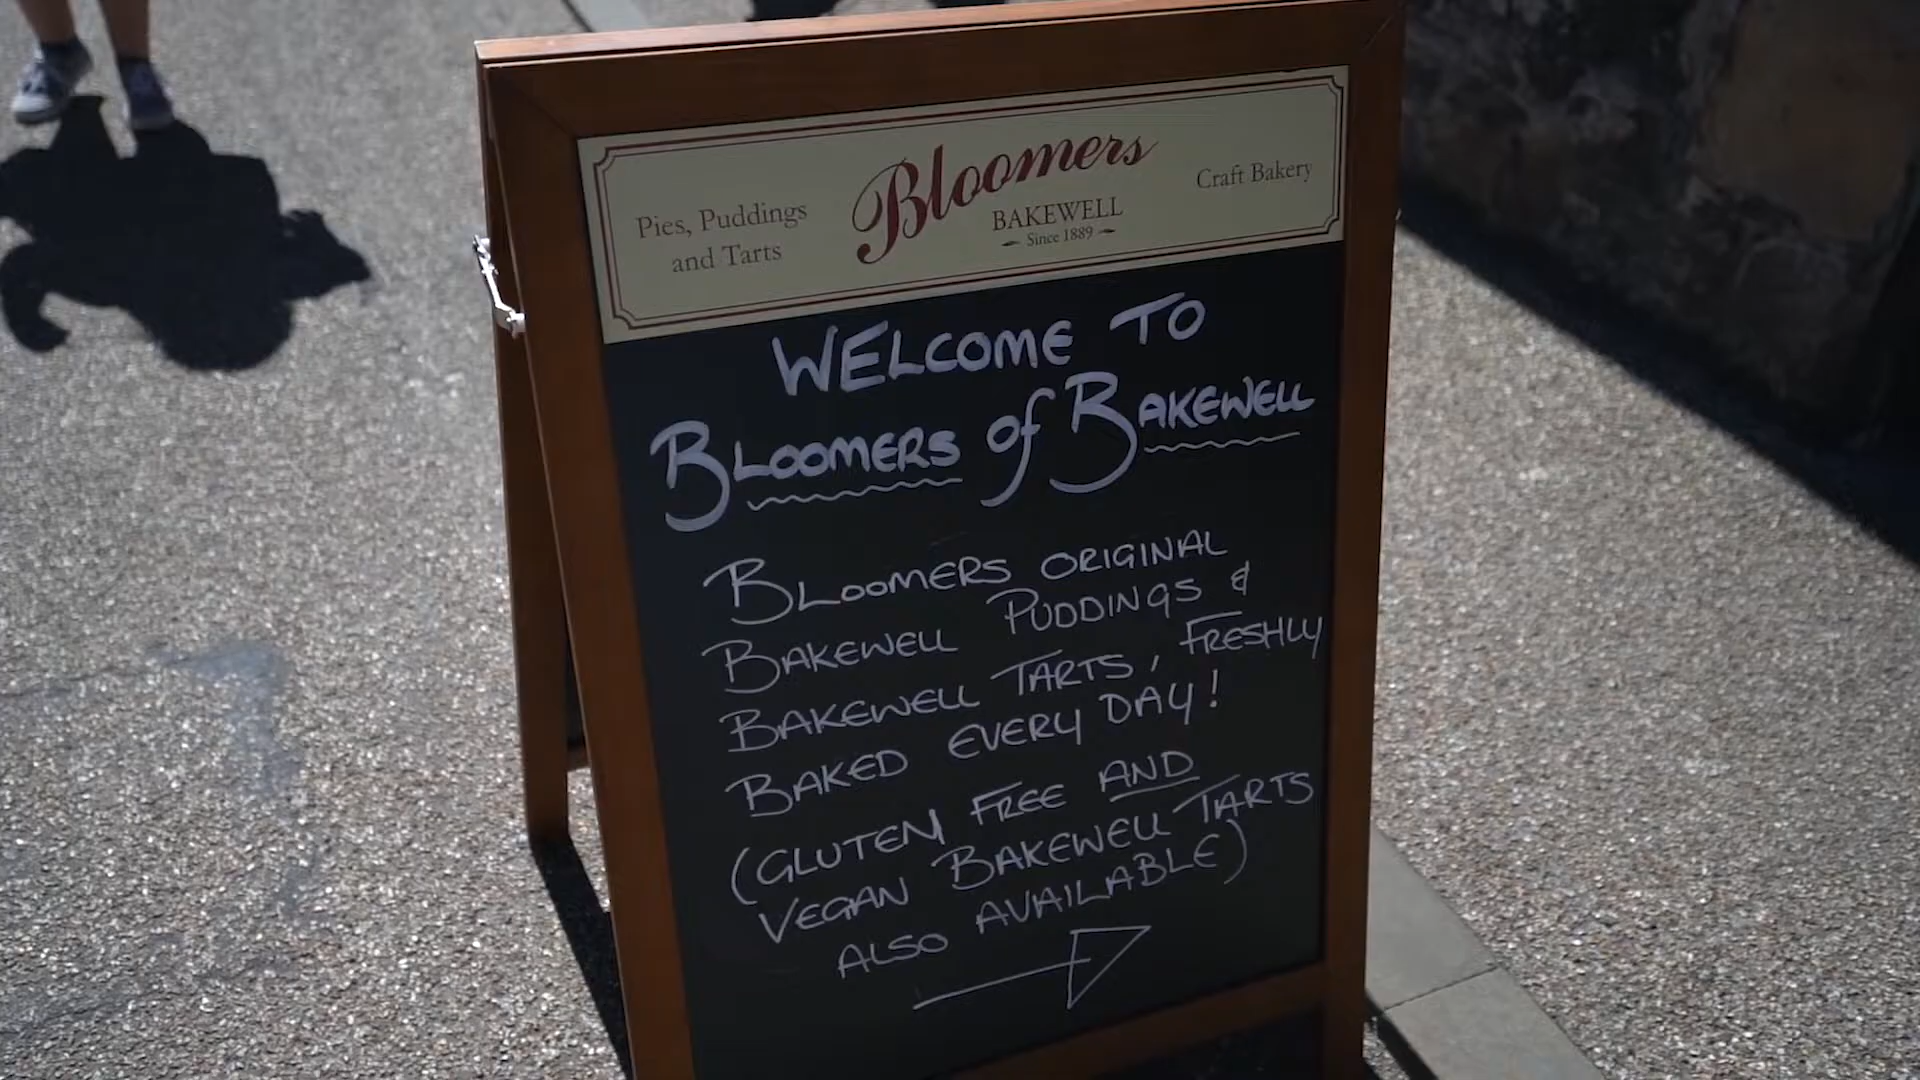 Pies, Puddings
and Tarts
Bloomers
BAKEWELL
Since 1889
Craft Bakery
WELCOME TO
BLOOMERS of BAKEWELL
BLOOMERS ORIGINAL
BAKEWELL PUDDINGS &
BAKEWELL TARTS, FRESHLY
BAKED EVERY DAY!
(GLUTEN FREE AND
VEGAN BAKEWELL TARTS
ALSO AVAILABLE)